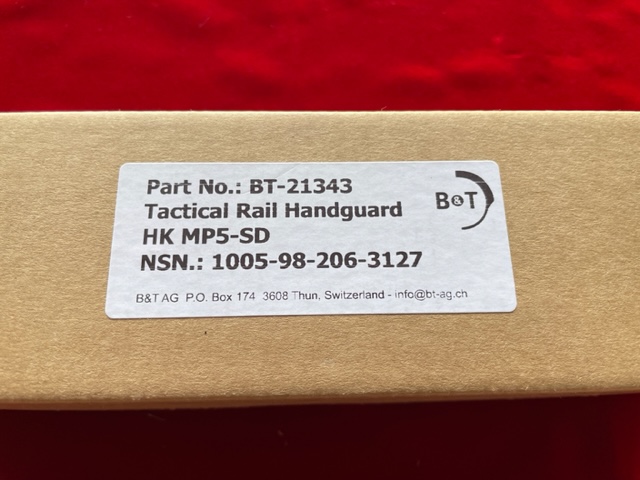 Part No.: BT-21343
Tactical Rail Handguard
HK MP5-SD
NSN.: 1005-98-206-3127
B&T
B&T AG P.O. Box 174 3608 Thun, Switzerland - info@bt-ag.ch